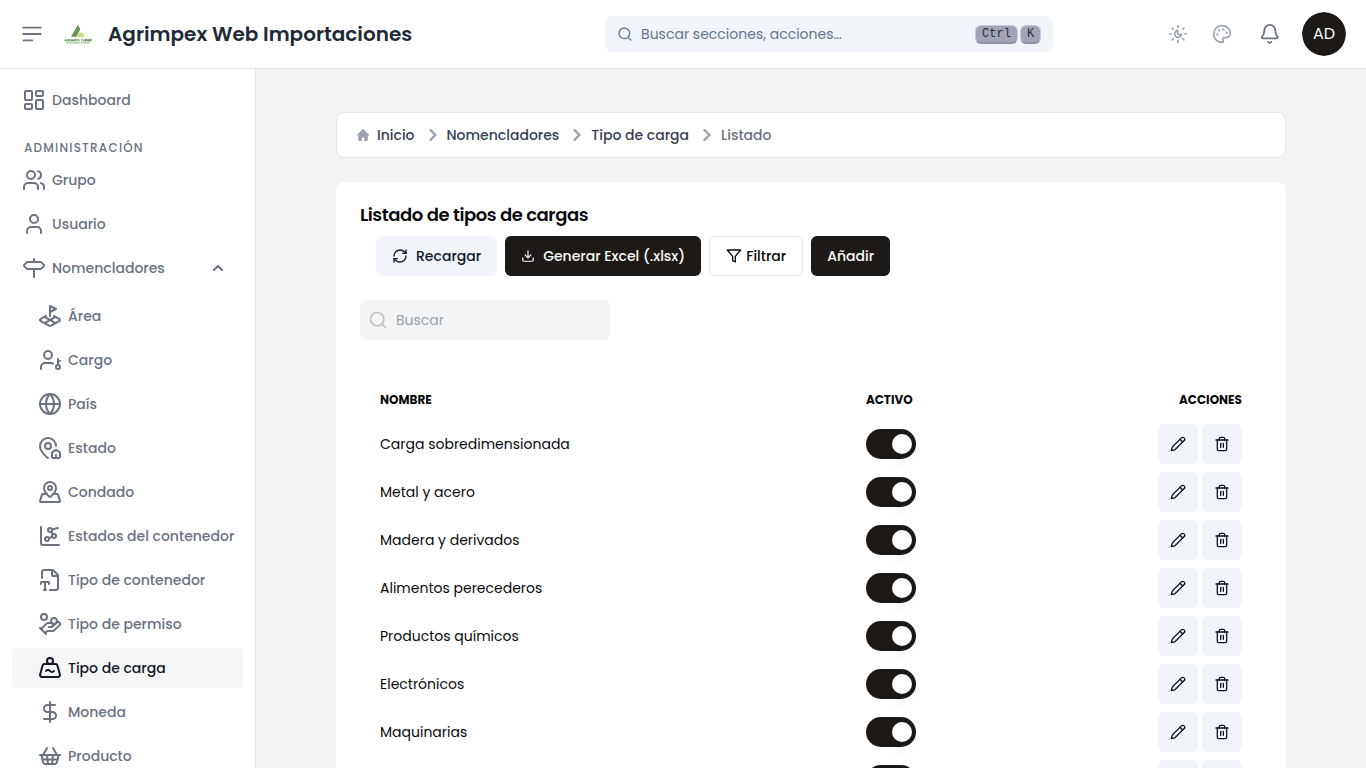 Agrimpex Web Importaciones
Buscar secciones, acciones...
Ctrl K
AD
Dashboard
ADMINISTRACIÓN
Grupo
Usuario
Nomencladores
Área
Cargo
País
Estado
Condado
Estados del contenedor
Tipo de contenedor
Tipo de permiso
Tipo de carga
Moneda
Producto
Inicio > Nomencladores > Tipo de carga > Listado
Listado de tipos de cargas
Recargar
Generar Excel (.xlsx)
Filtrar
Añadir
Buscar
NOMBRE ACTIVO ACCIONES
Carga sobredimensionada
Metal y acero
Madera y derivados
Alimentos perecederos
Productos químicos
Electrónicos
Maquinarias